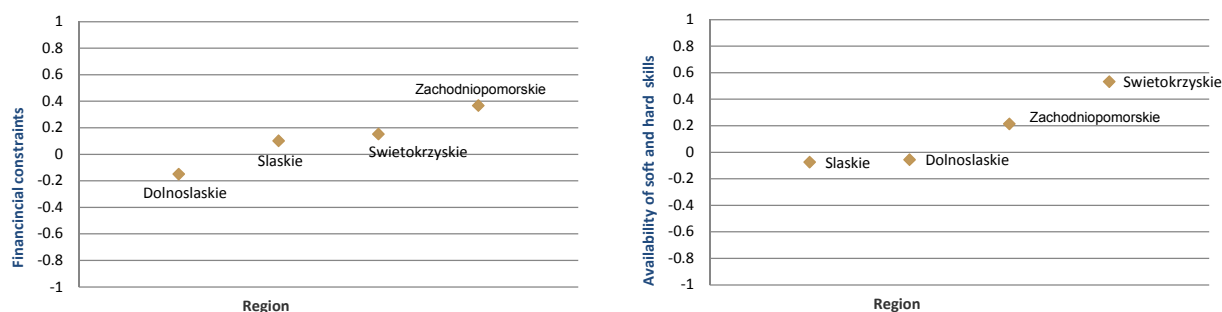 Financincial constraints
1
0.8
0.6
0.4
0.2
0
-0.2
-0.4
-0.6
-0.8
-1
Zachodniopomorskie
Slaskie
Swietokrzyskie
Dolnoslaskie
Region
Availability of soft and hard skills
1
0.8
0.6
0.4
0.2
0
-0.2
-0.4
-0.6
-0.8
-1
Swietokrzyskie
Zachodniopomorskie
Slaskie
Dolnoslaskie
Region